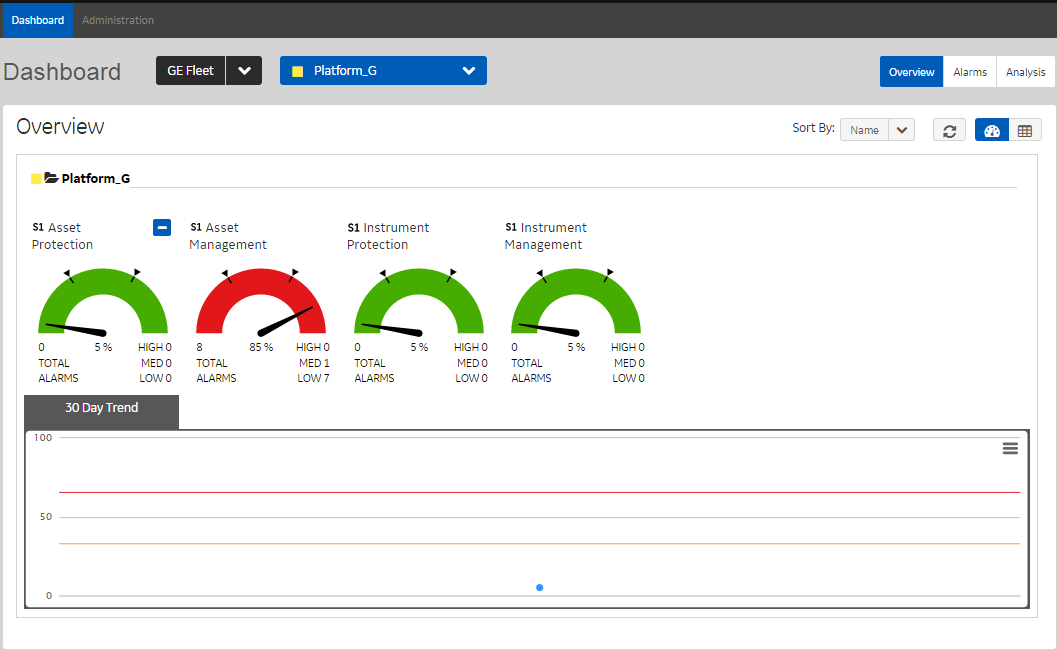 Dashboard Administration
Dashboard GE Fleet Platform_G Overview Alarms Analysis
Overview Sort By: Name
Platform_G
S1 Asset Protection
S1 Asset Management
S1 Instrument Protection
S1 Instrument Management
0 5 % HIGH 0
TOTAL MED 0
ALARMS LOW 0
8 85 % HIGH 0
TOTAL MED 1
ALARMS LOW 7
0 5 % HIGH 0
TOTAL MED 0
ALARMS LOW 0
0 5 % HIGH 0
TOTAL MED 0
ALARMS LOW 0
30 Day Trend
100
50
0